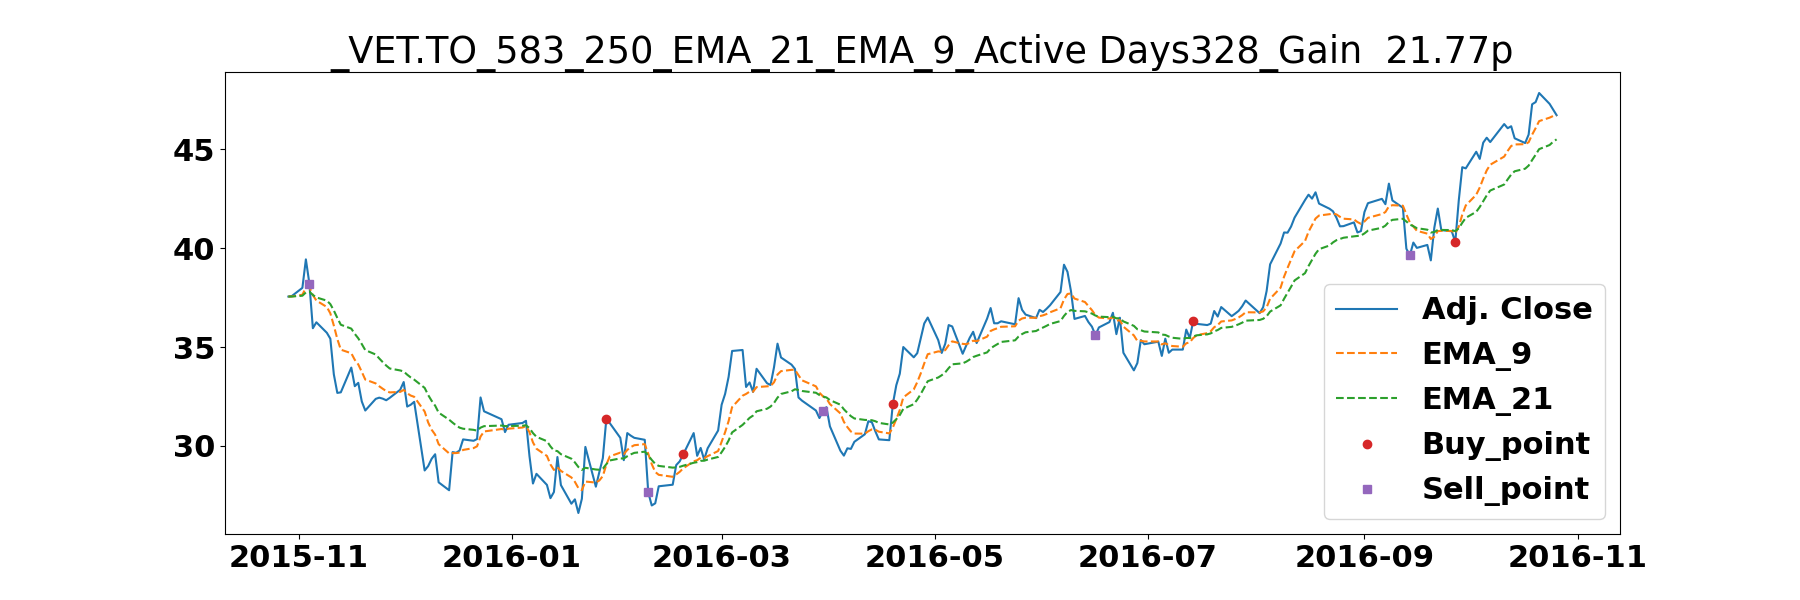 _VET.TO_583_250_EMA_21_EMA_9_Active Days328_Gain  21.77p
45
40
35
30
Adj. Close
EMA_9
EMA_21
Buy_point
Sell_point
2015-11 2016-01 2016-03 2016-05 2016-07 2016-09 2016-11